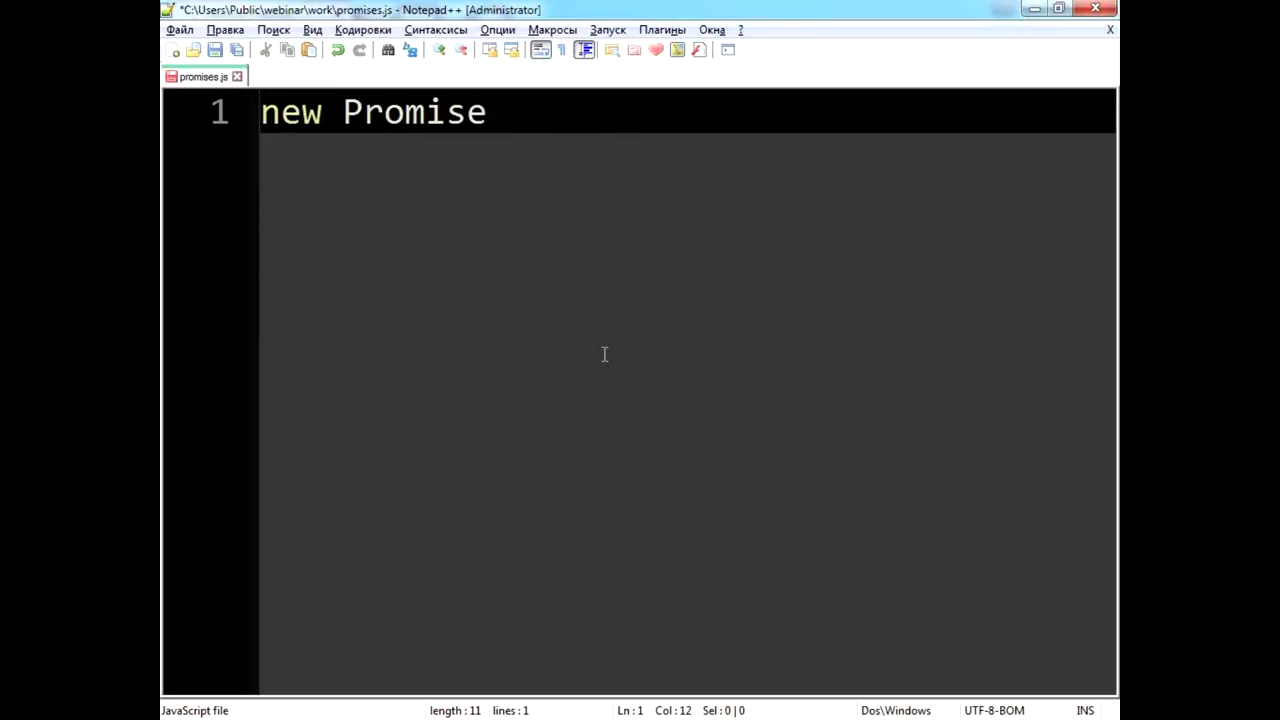 *C:\Users\Public\webinar\work\promises.js - Notepad++ [Administrator]
Файл Правка Поиск Вид Кодировки Синтаксисы Опции Макросы Запуск Плагины Окна ? X
promises.js
1 new Promise
JavaScript file length : 11 lines : 1 Ln : 1 Col : 12 Sel : 0 | 0 Dos\Windows UTF-8-BOM INS